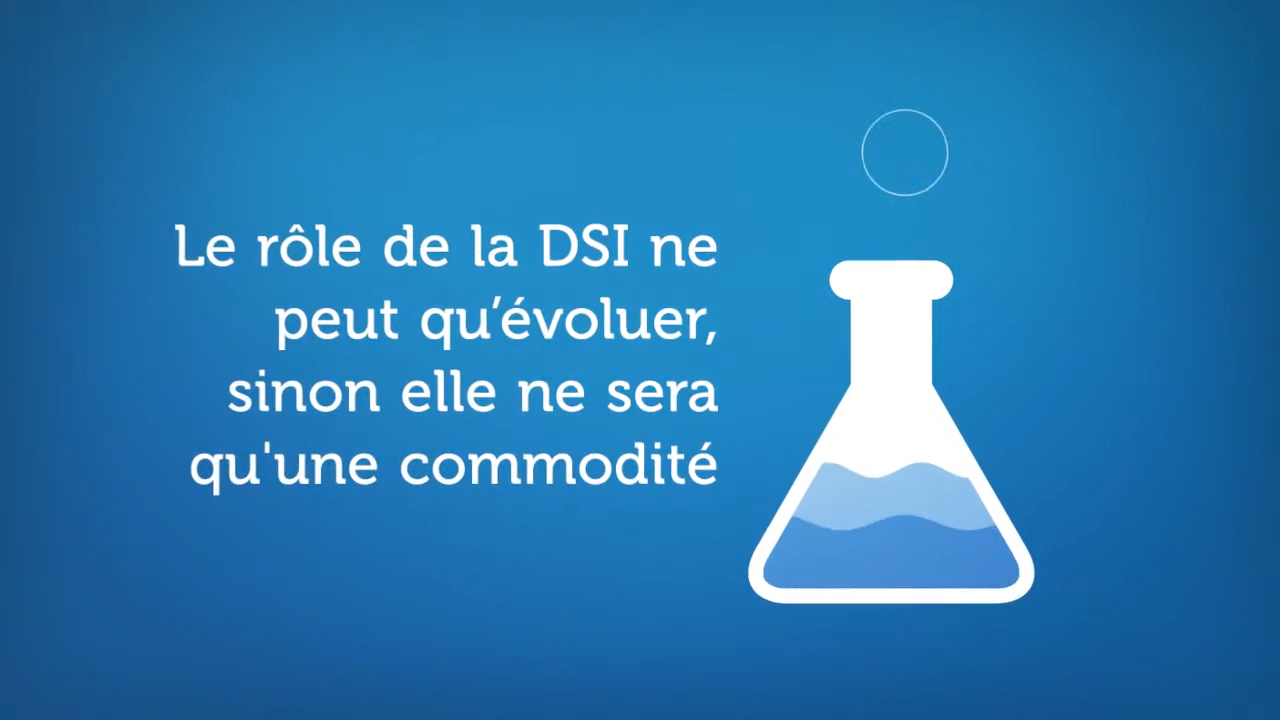 Le rôle de la DSI ne
peut qu’évoluer,
sinon elle ne sera
qu'une commodité